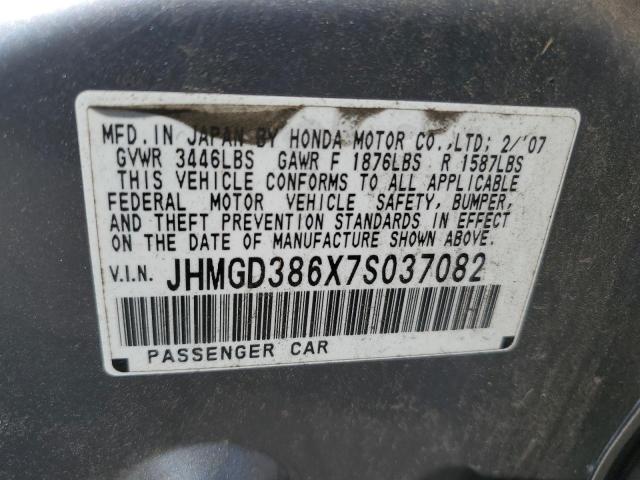 MFD. IN JAPAN BY HONDA MOTOR CO.,LTD; 2/'07
GVWR 3446LBS GAWR F 1876LBS R 1587LBS
THIS VEHICLE CONFORMS TO ALL APPLICABLE
FEDERAL MOTOR VEHICLE SAFETY, BUMPER,
AND THEFT PREVENTION STANDARDS IN EFFECT
ON THE DATE OF MANUFACTURE SHOWN ABOVE.
V.I.N. JHMGD386X7S037082
PASSENGER CAR